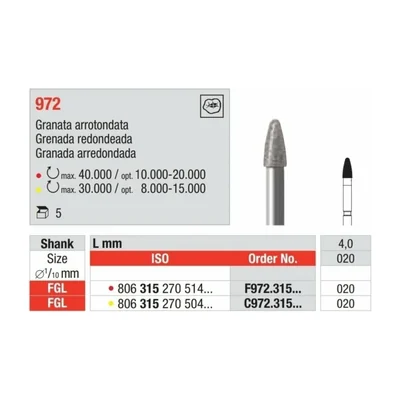 972
Granata arrotondata
Grenada redondeada
Granada arredondada
max. 40.000 / opt. 10.000-20.000
max. 30.000 / opt. 8.000-15.000
5
Shank L mm 4,0
Size ISO Order No. 020
Ø1/10 mm
FGL 806 315 270 514... F972.315... 020
FGL 806 315 270 504... C972.315... 020